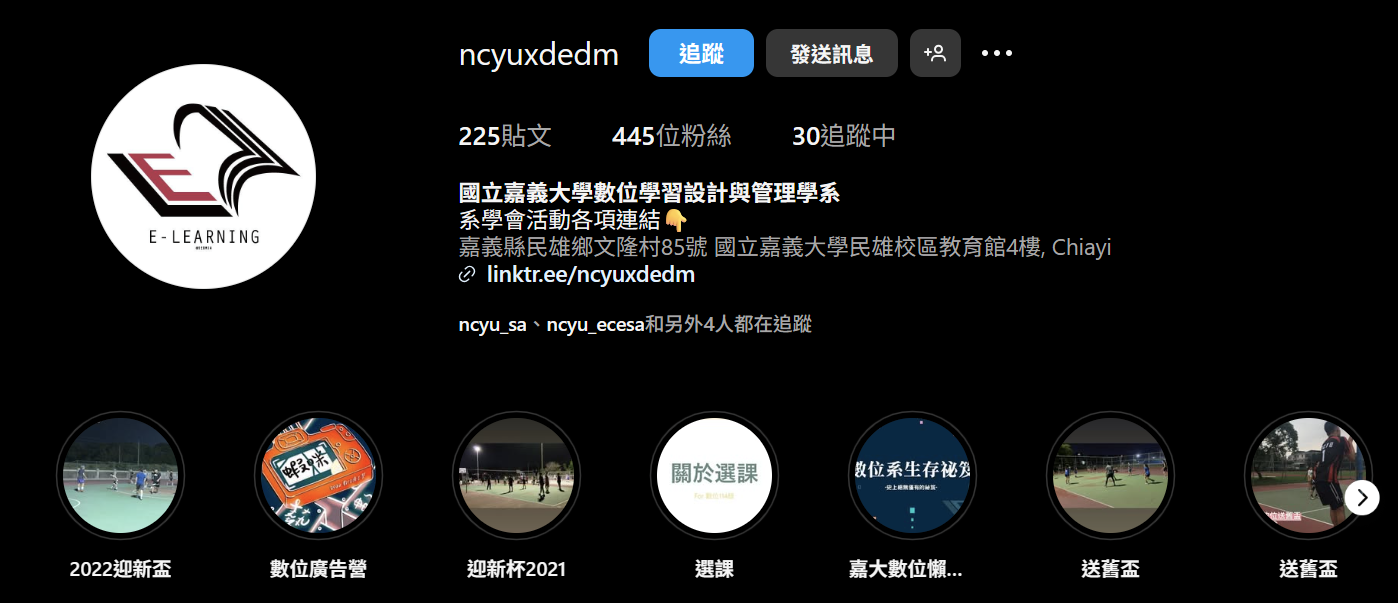 ncyuxdedm 追蹤 發送訊息
225貼文 445位粉絲 30追蹤中
國立嘉義大學數位學習設計與管理學系
系學會活動各項連結👇
嘉義縣民雄鄉文隆村85號 國立嘉義大學民雄校區教育館4樓, Chiayi
linktr.ee/ncyuxdedm
ncyu_sa、ncyu_ecesa和另外4人都在追蹤
E
E-LEARNING
蝦咪
關於選課
數位系生存祕笈
2022迎新盃 數位廣告營 迎新杯2021 選課 嘉大數位懶... 送舊盃 送舊盃